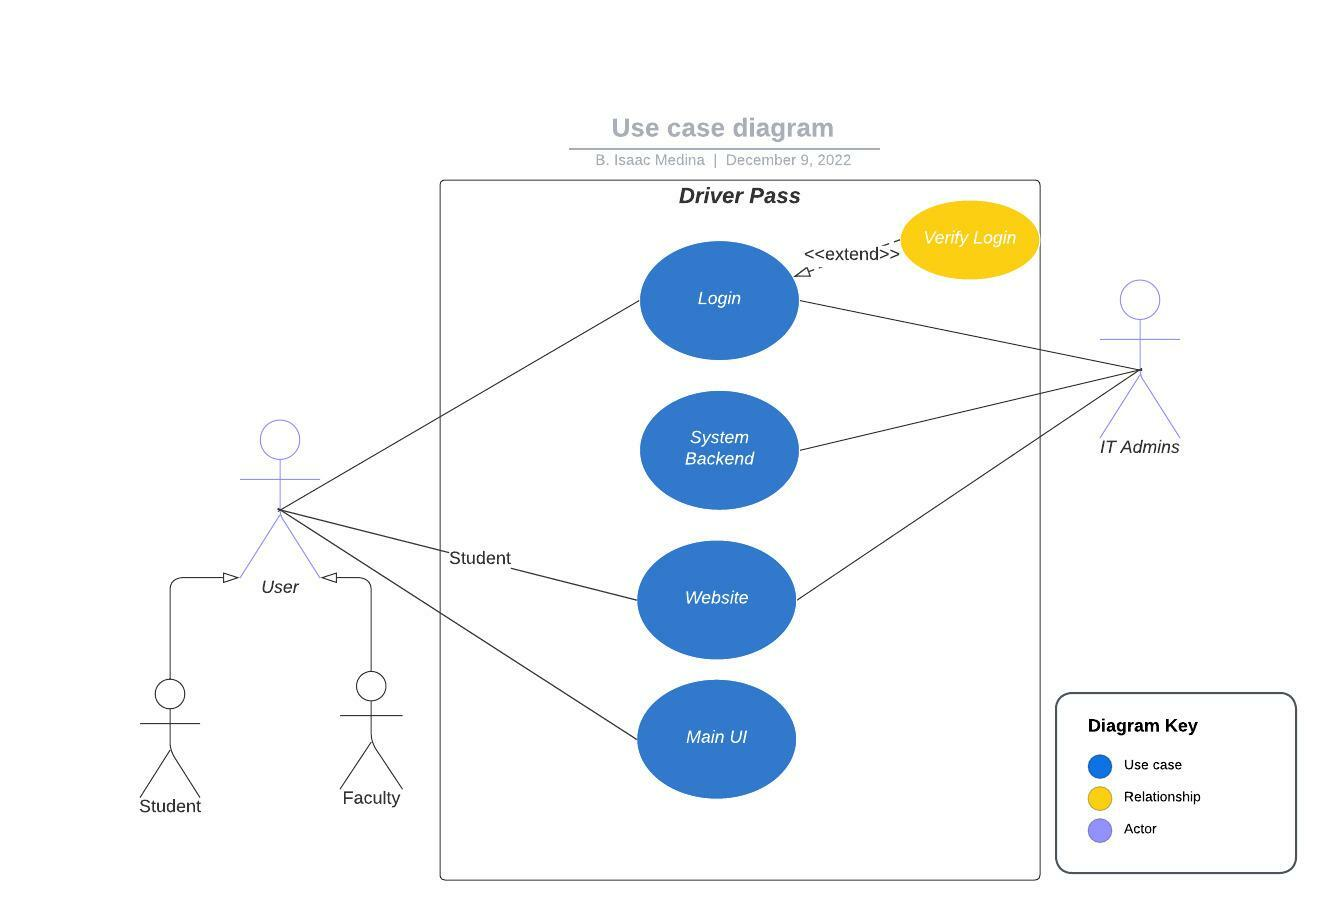 Use case diagram
B. Isaac Medina | December 9, 2022
Driver Pass
Verify Login
<<extend>>
Login
System
Backend
IT Admins
Student
User
Website
Main UI
Student
Faculty
Diagram Key
Use case
Relationship
Actor